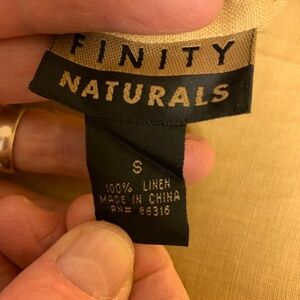 FINITY
NATURALS
S
100% LINEN
MADE IN CHINA
RN# 86316